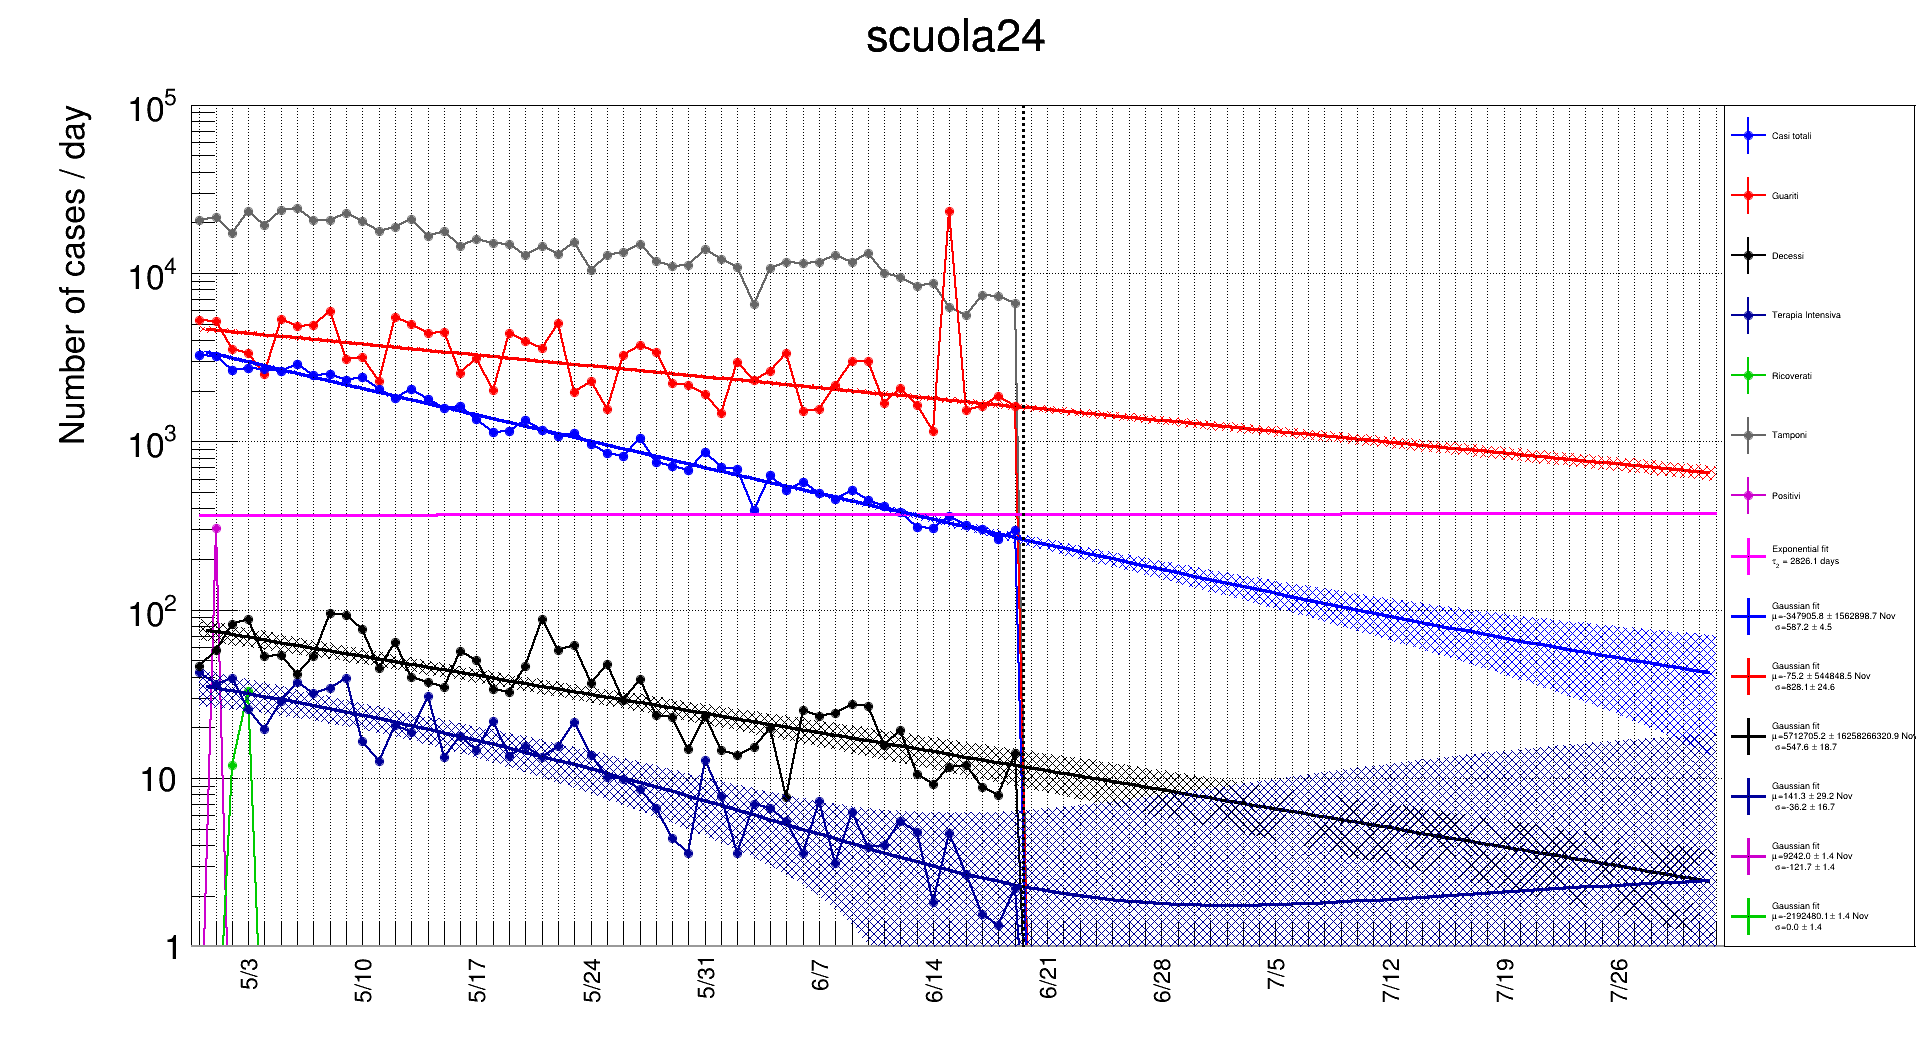 scuola24
Number of cases / day
10^5
10^4
10^3
10^2
10
1
5/3
5/10
5/17
5/24
5/31
6/7
6/14
6/21
6/28
7/5
7/12
7/19
7/26
Casi totali
Guariti
Decessi
Terapia Intensiva
Ricoverati
Tamponi
Positivi
Exponential fit
τ_2 = 2826.1 days
Gaussian fit
μ=-347905.8 ± 1562898.7 Nov
σ=587.2 ± 4.5
Gaussian fit
μ=-75.2 ± 544848.5 Nov
σ=828.1± 24.6
Gaussian fit
μ=5712705.2 ± 16258266320.9 Nov
σ=547.6 ± 18.7
Gaussian fit
μ=141.3 ± 29.2 Nov
σ=-36.2 ± 16.7
Gaussian fit
μ=9242.0 ± 1.4 Nov
σ=-121.7 ± 1.4
Gaussian fit
μ=-2192480.1± 1.4 Nov
σ=0.0 ± 1.4